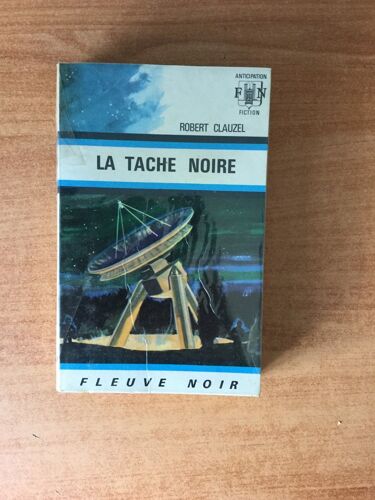 ANTICIPATION
FN
FICTION
ROBERT CLAUZEL
LA TACHE NOIRE
FLEUVE NOIR